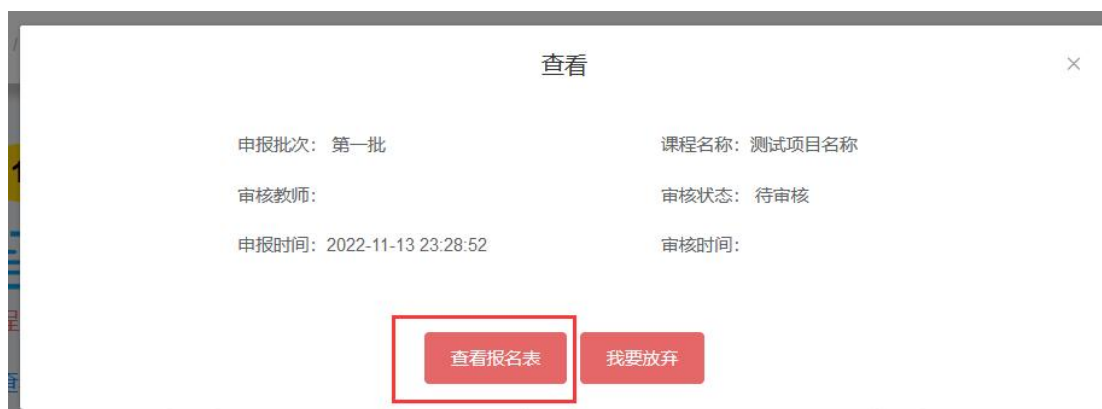 查看
申报批次： 第一批
课程名称：测试项目名称
审核教师：
审核状态： 待审核
申报时间：2022-11-13 23:28:52
审核时间：
查看报名表
我要放弃